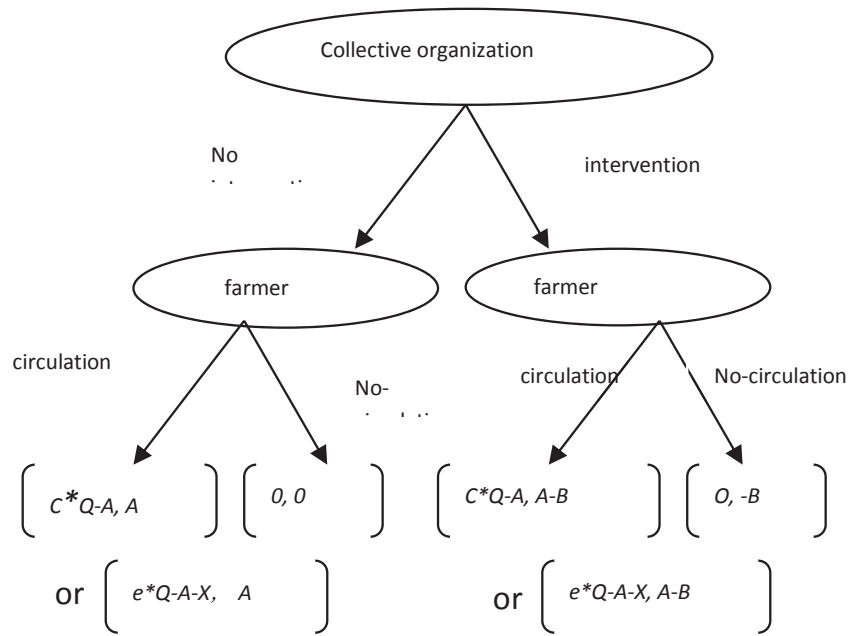 Collective organization
No
intervention
farmer
farmer
circulation
No-
circulation
No-circulation
C*Q-A, A
0, 0
C*Q-A, A-B
O, -B
or
e*Q-A-X, A
or
e*Q-A-X, A-B